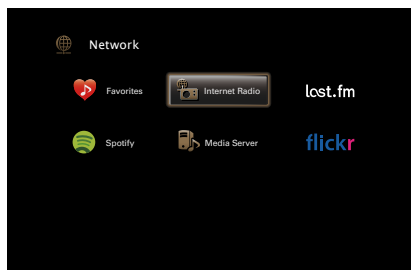 Network
Favorites
Internet Radio
last.fm
Spotify
Media Server
flickr